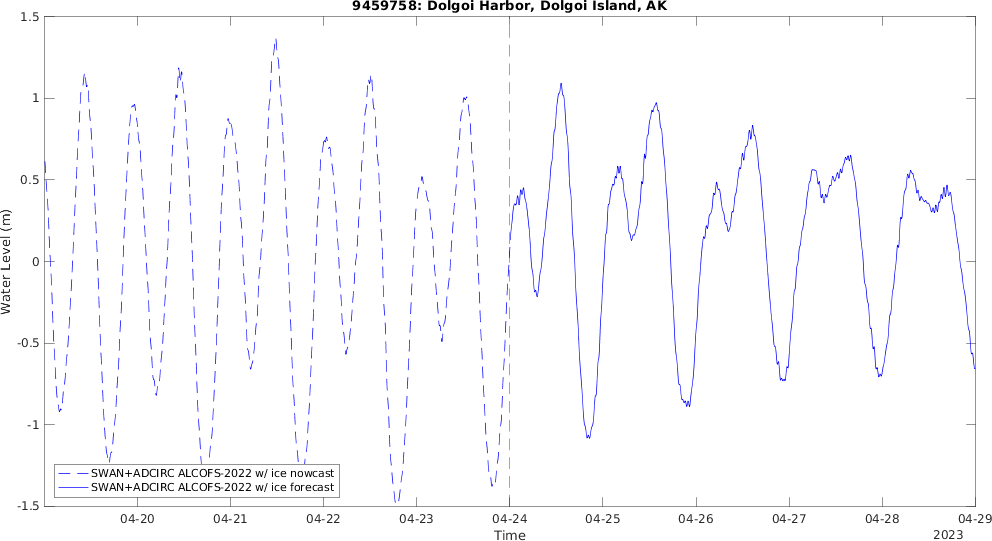 9459758: Dolgoi Harbor, Dolgoi Island, AK
1.5
1
0.5
0
-0.5
-1
-1.5
Water Level (m)
SWAN+ADCIRC ALCOFS-2022 w/ ice nowcast
SWAN+ADCIRC ALCOFS-2022 w/ ice forecast
04-20 04-21 04-22 04-23 04-24 04-25 04-26 04-27 04-28 04-29
Time
2023